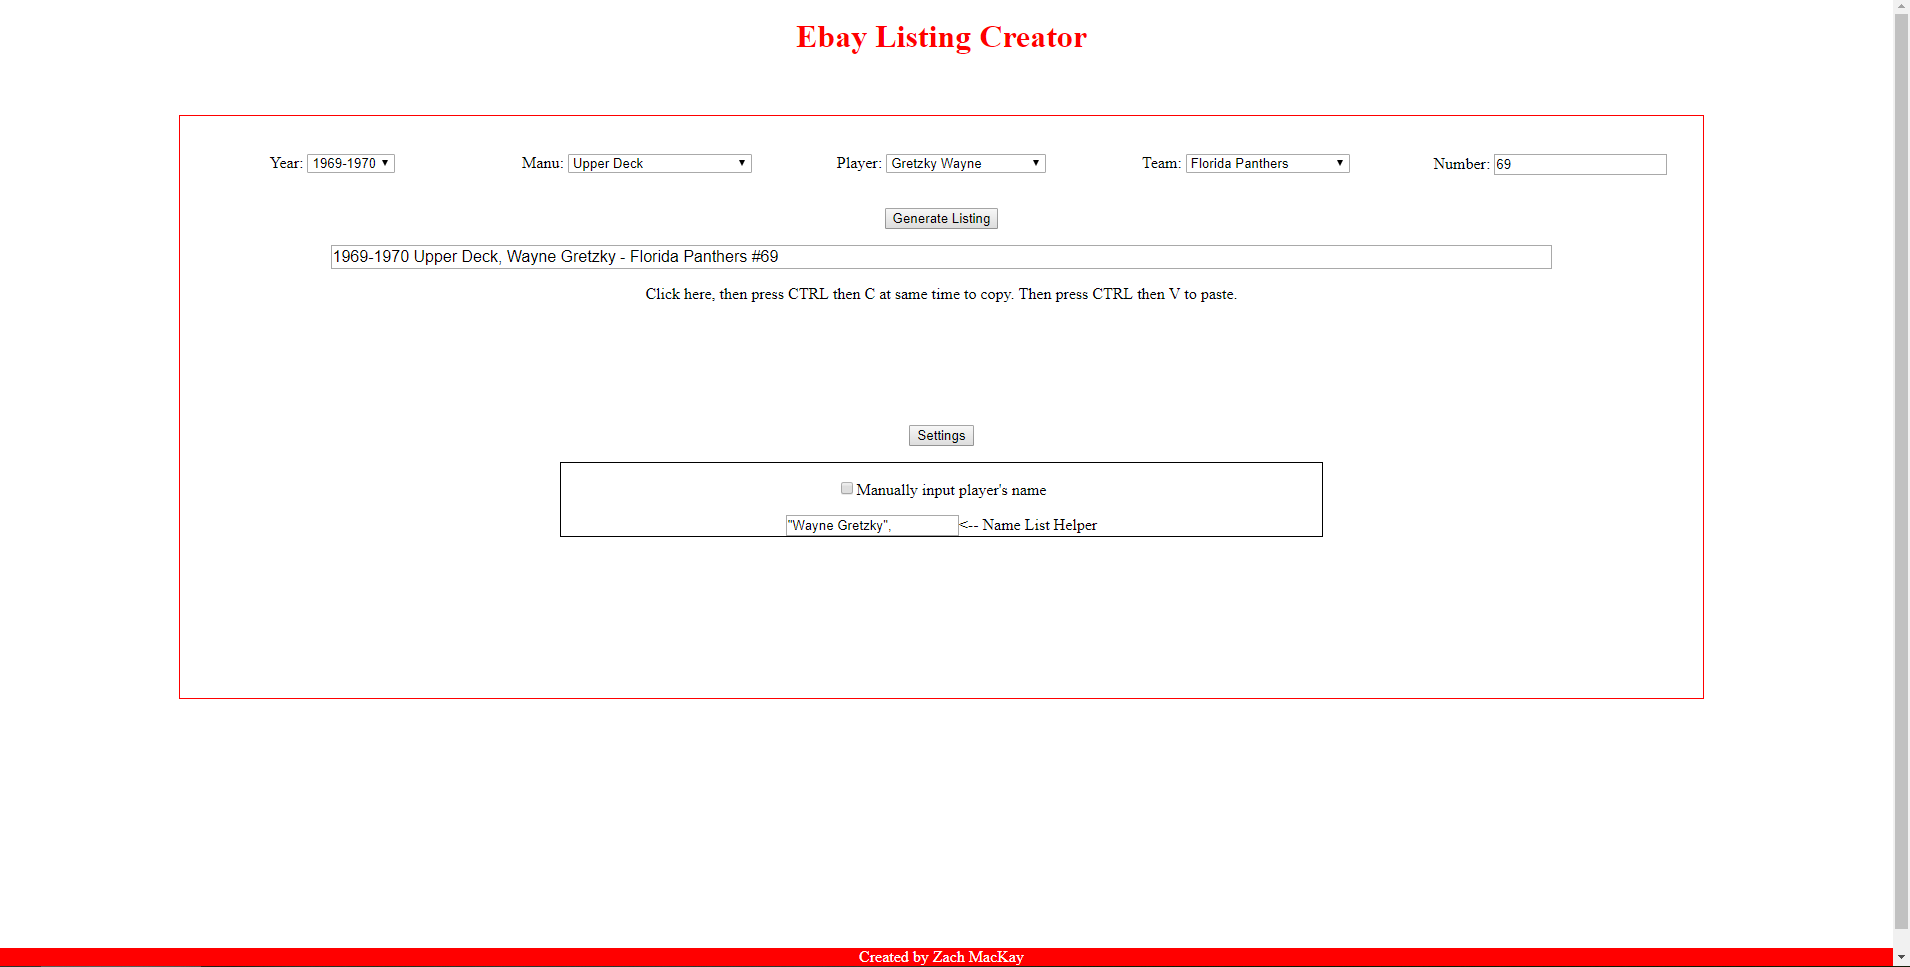 Ebay Listing Creator
Year: 1969-1970 Manu: Upper Deck Player: Gretzky Wayne Team: Florida Panthers Number: 69
Generate Listing
1969-1970 Upper Deck, Wayne Gretzky - Florida Panthers #69
Click here, then press CTRL then C at same time to copy. Then press CTRL then V to paste.
Settings
Manually input player's name
"Wayne Gretzky", <-- Name List Helper
Created by Zach MacKay